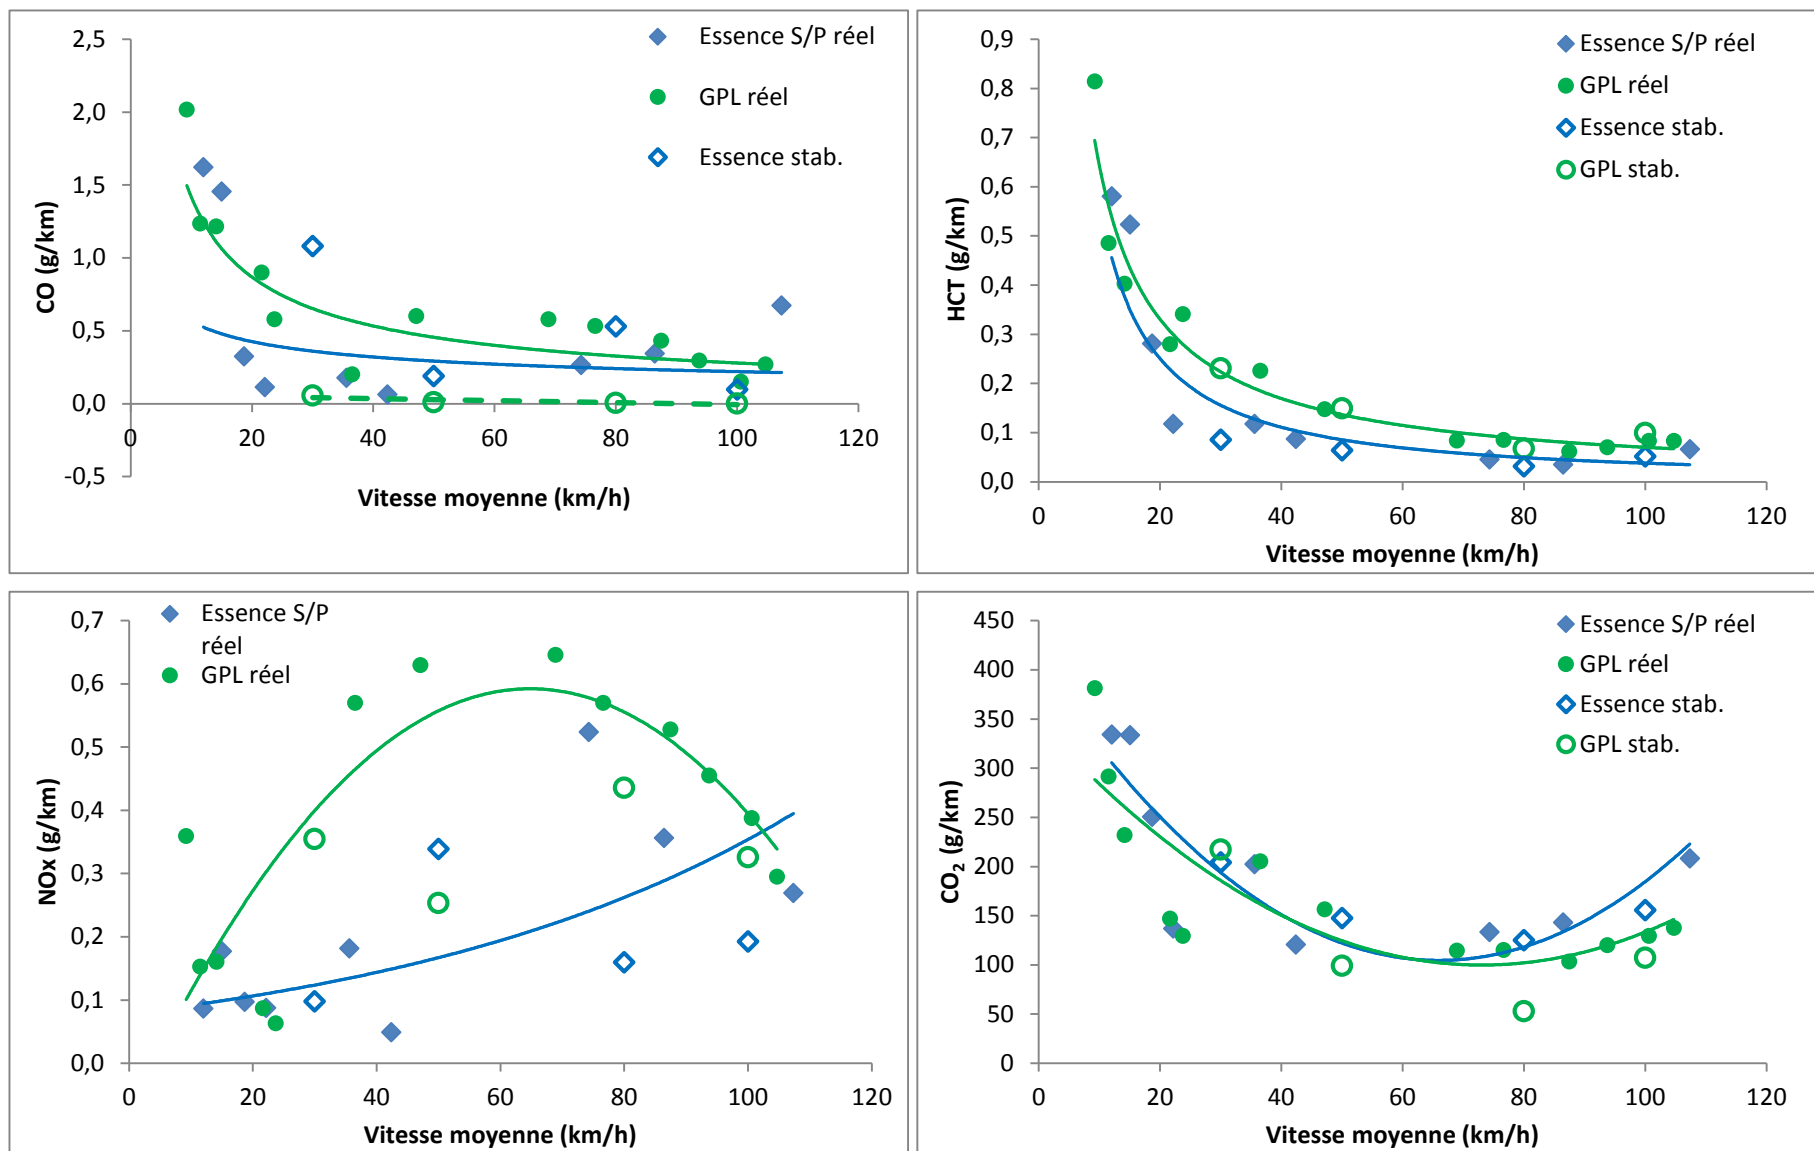 CO (g/km)
2,5
2,0
1,5
1,0
0,5
0,0
-0,5
0 20 40 60 80 100 120
Vitesse moyenne (km/h)
Essence S/P réel
GPL réel
Essence stab.
HCT (g/km)
0,9
0,8
0,7
0,6
0,5
0,4
0,3
0,2
0,1
0,0
0 20 40 60 80 100 120
Vitesse moyenne (km/h)
Essence S/P réel
GPL réel
Essence stab.
GPL stab.
NOx (g/km)
0,7
0,6
0,5
0,4
0,3
0,2
0,1
0,0
0 20 40 60 80 100 120
Vitesse moyenne (km/h)
Essence S/P
réel
GPL réel
CO₂ (g/km)
450
400
350
300
250
200
150
100
50
0
0 20 40 60 80 100 120
Vitesse moyenne (km/h)
Essence S/P réel
GPL réel
Essence stab.
GPL stab.